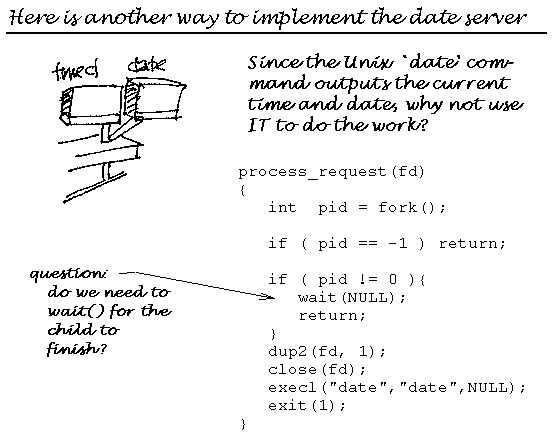 Here is another way to implement the date server
timed date
Since the Unix `date' com-
mand outputs the current
time and date, why not use
IT to do the work?
process_request(fd)
{
int pid = fork();
if ( pid == -1 ) return;
if ( pid != 0 ){
wait(NULL);
return;
}
dup2(fd, 1);
close(fd);
execl("date","date",NULL);
exit(1);
}
question:
do we need to
wait() for the
child to
finish?